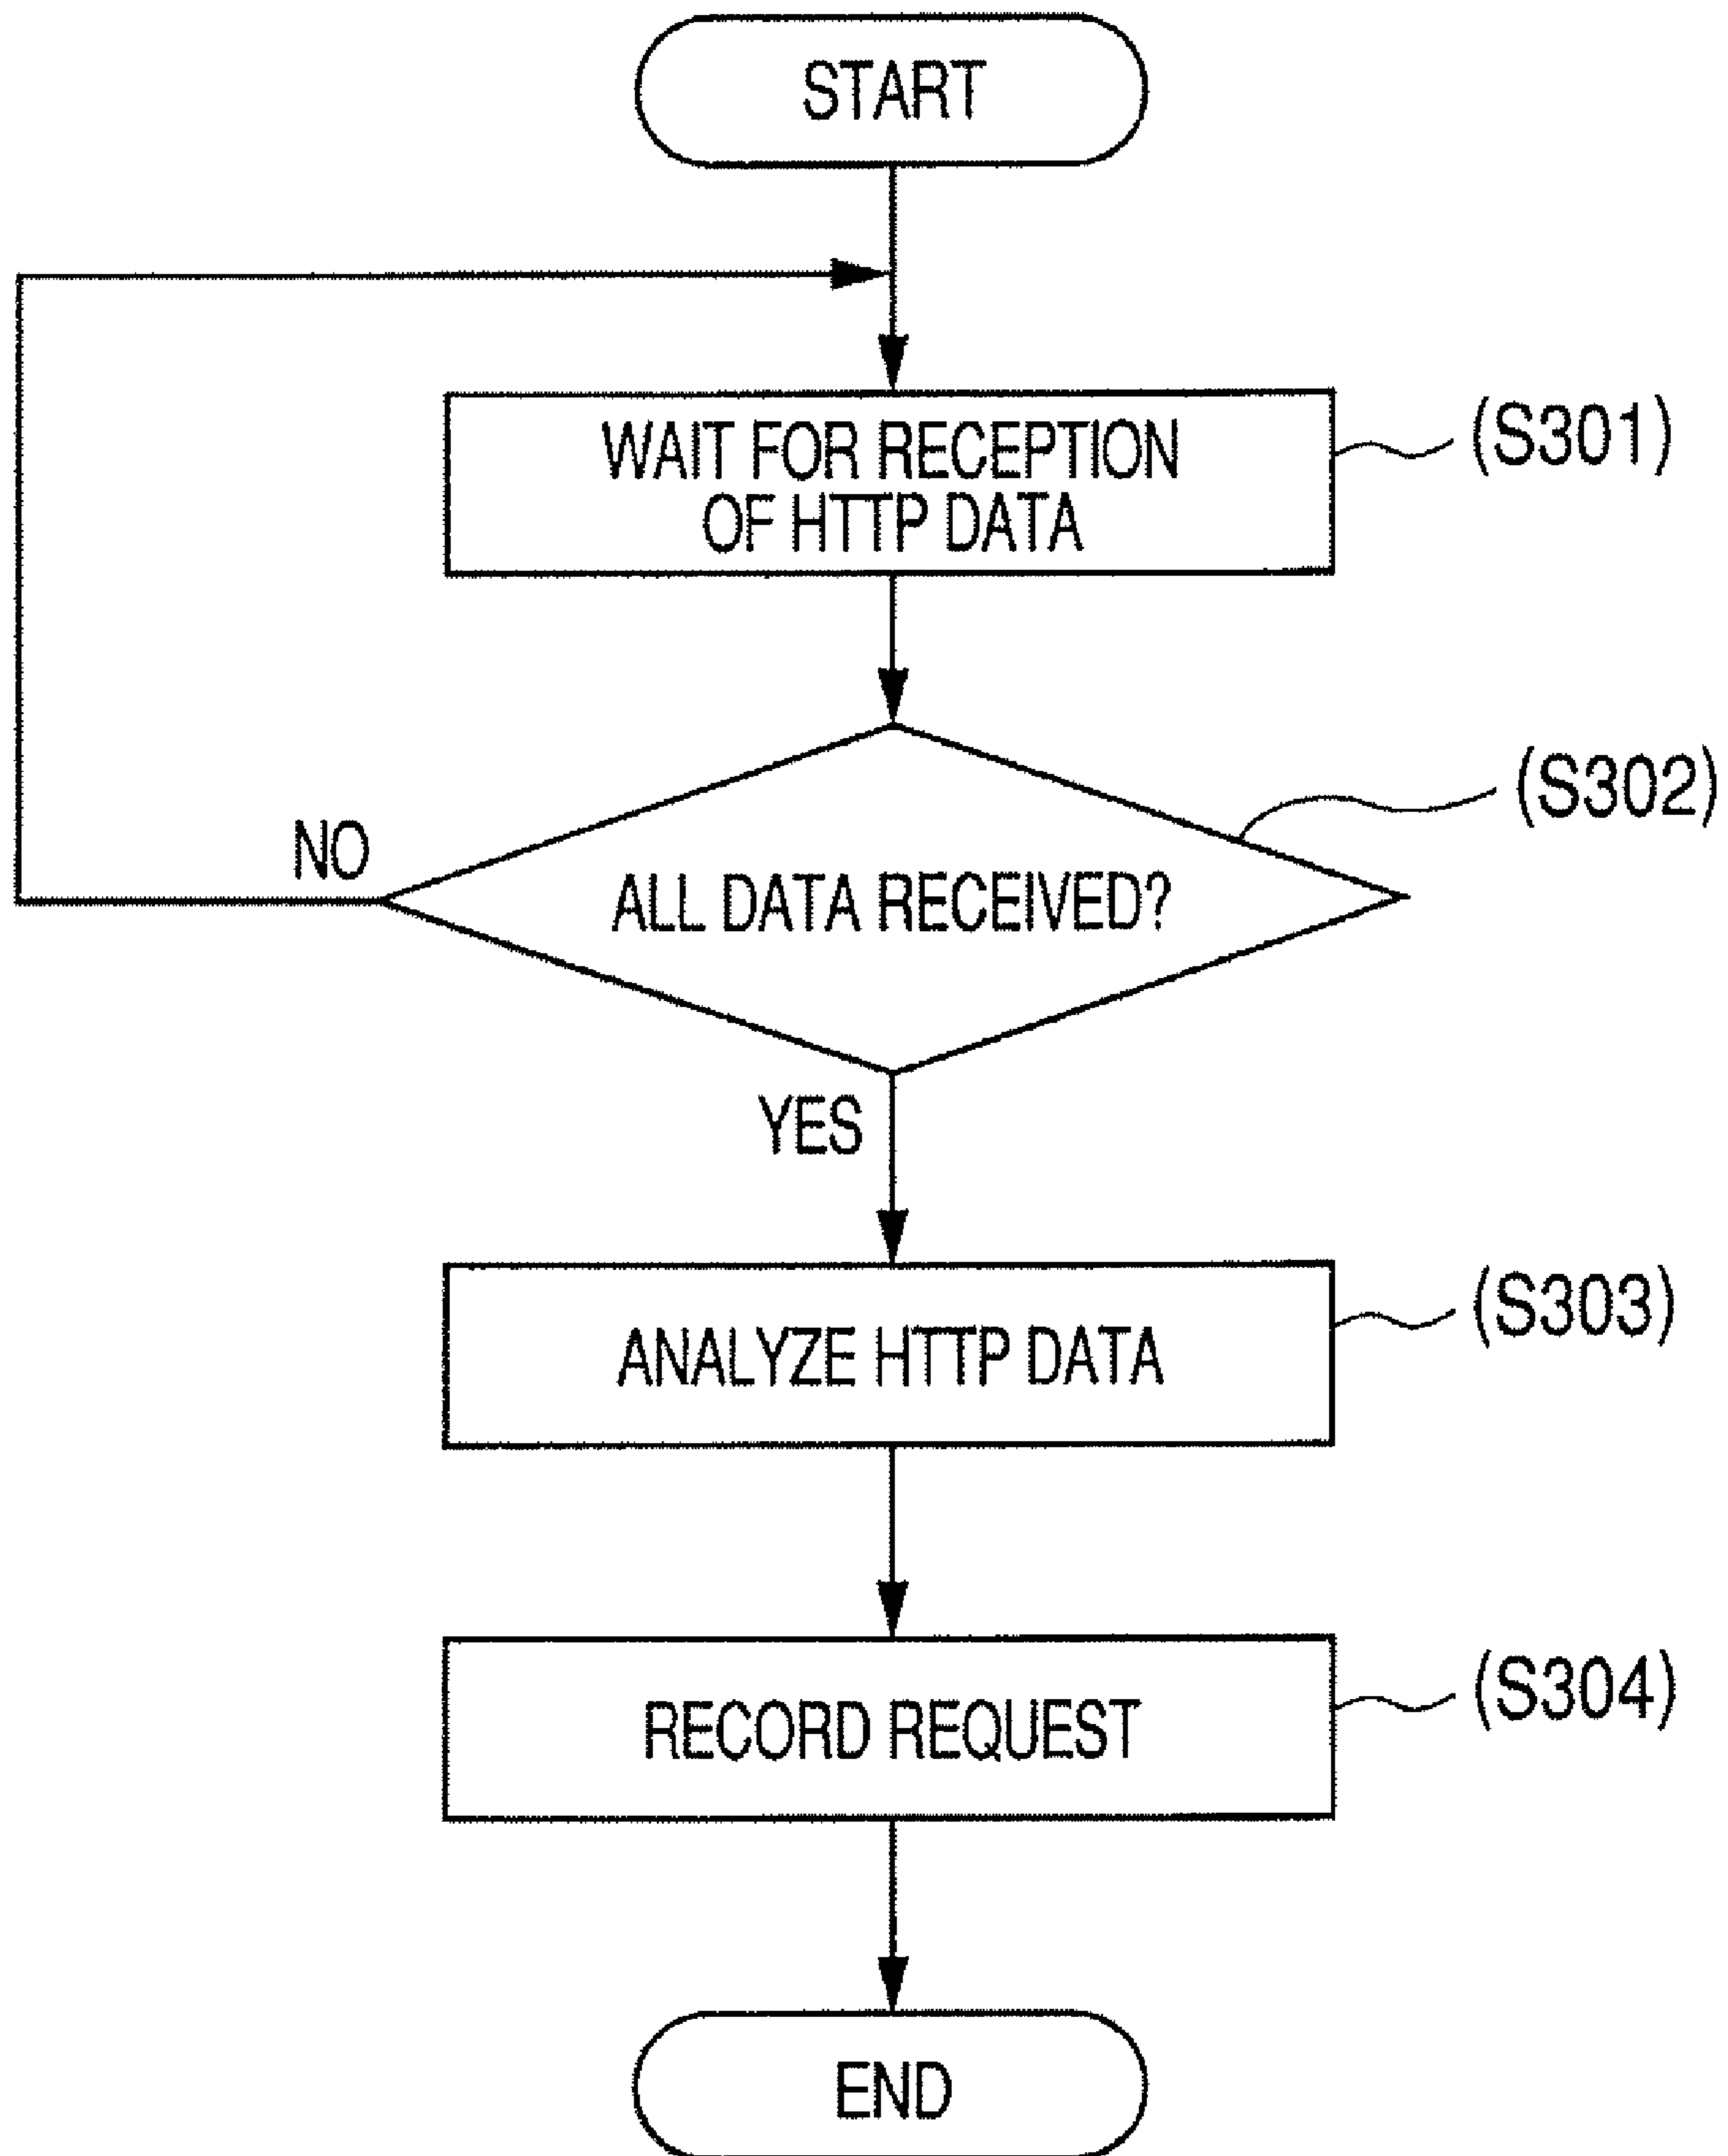 START
WAIT FOR RECEPTION
OF HTTP DATA
(S301)
ALL DATA RECEIVED?
(S302)
NO
YES
ANALYZE HTTP DATA
(S303)
RECORD REQUEST
(S304)
END